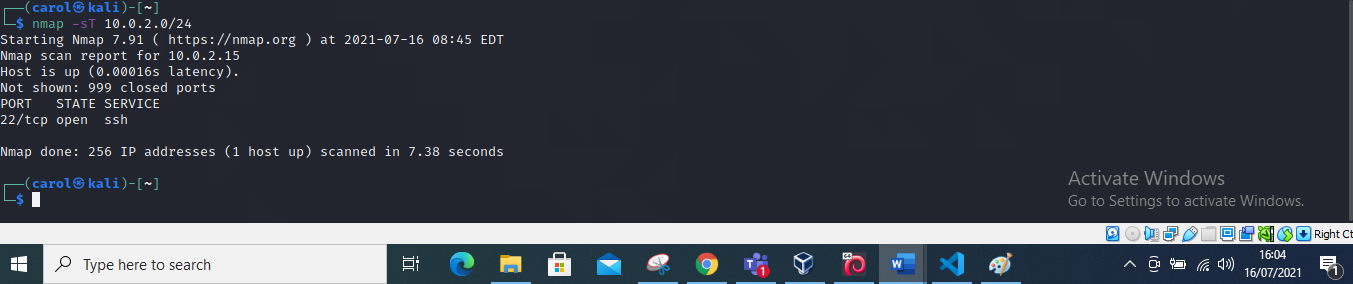 ┌──(carol㉿kali)-[~]
└─$ nmap -sT 10.0.2.0/24
Starting Nmap 7.91 ( https://nmap.org ) at 2021-07-16 08:45 EDT
Nmap scan report for 10.0.2.15
Host is up (0.00016s latency).
Not shown: 999 closed ports
PORT   STATE SERVICE
22/tcp open  ssh
Nmap done: 256 IP addresses (1 host up) scanned in 7.38 seconds
┌──(carol㉿kali)-[~]
└─$
Activate Windows
Go to Settings to activate Windows.
Right Ct
Type here to search
1
64
W
16:04
16/07/2021
1